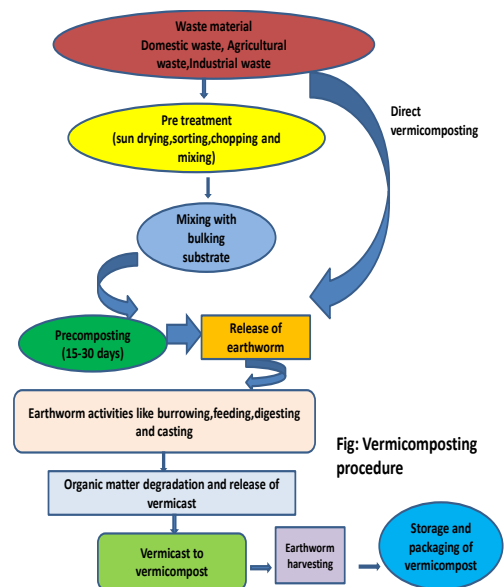 Waste material
Domestic waste, Agricultural
waste,Industrial waste
Direct
vermicomposting
Pre treatment
(sun drying,sorting,chopping and
mixing)
Mixing with
bulking
substrate
Precomposting
(15-30 days)
Release of
earthworm
Earthworm activities like burrowing,feeding,digesting
and casting
Fig: Vermicomposting
procedure
Organic matter degradation and release of
vermicast
Vermicast to
vermicompost
Earthworm
harvesting
Storage and
packaging of
vermicompost